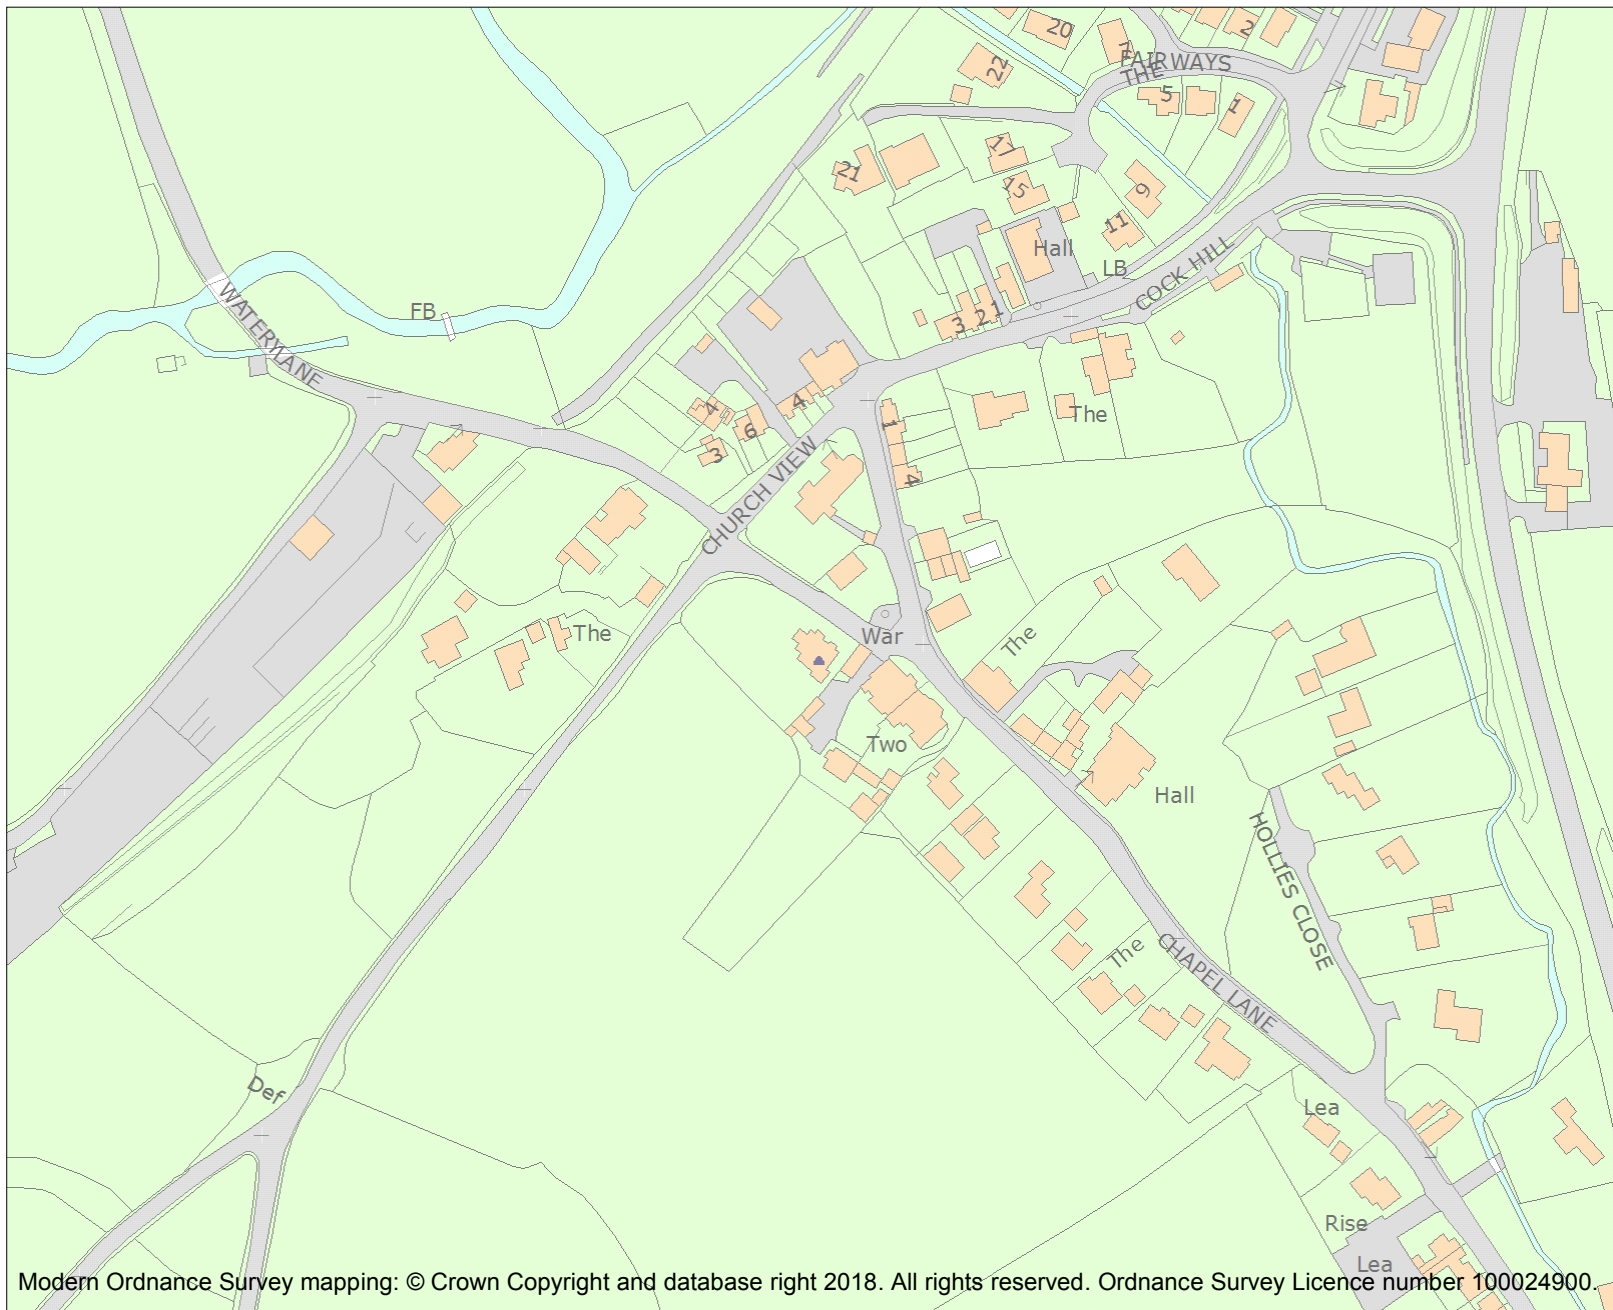 20
2
22
7
THE
FAIRWAYS
5
1
17
21
15
9
11
Hall
LB
COCK HILL
3
2
1
WATERY LANE
FB
4
4
6
3
1
4
The
CHURCH VIEW
The
War
The
Two
Hall
HOLLIES CLOSE
The
CHAPEL LANE
Def
Lea
Rise
Lea
Modern Ordnance Survey mapping: © Crown Copyright and database right 2018. All rights reserved. Ordnance Survey Licence number 100024900.